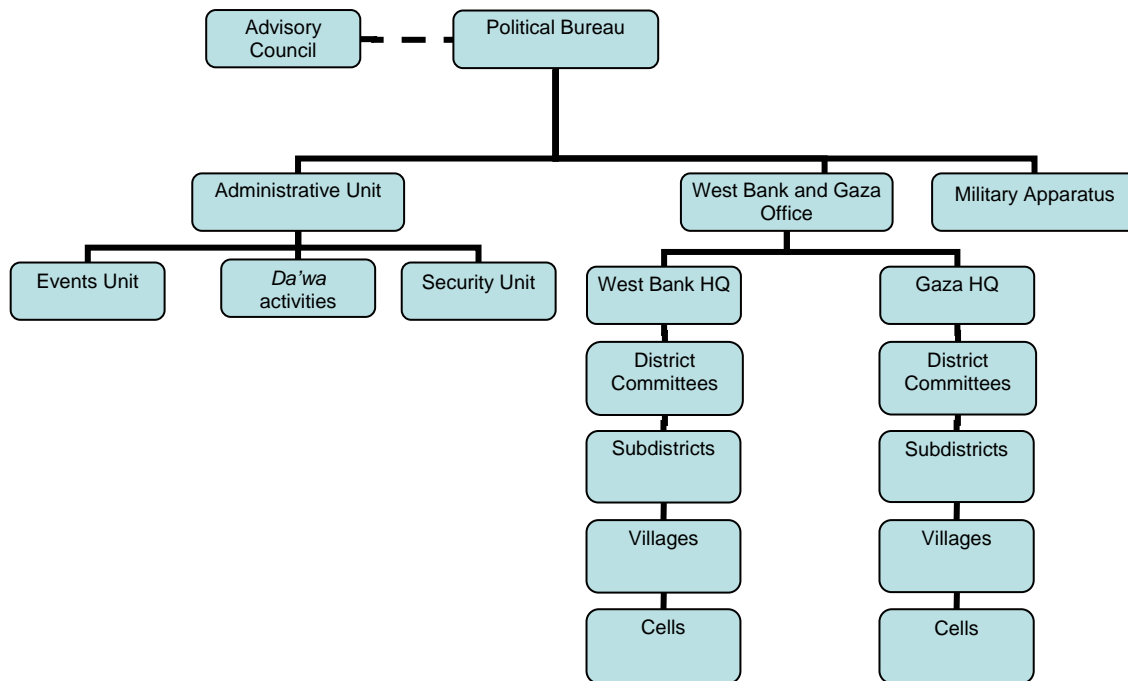 Advisory
Council
Political Bureau
Administrative Unit
West Bank and Gaza
Office
Military Apparatus
Events Unit
Da’wa
activities
Security Unit
West Bank HQ
Gaza HQ
District
Committees
District
Committees
Subdistricts
Subdistricts
Villages
Villages
Cells
Cells